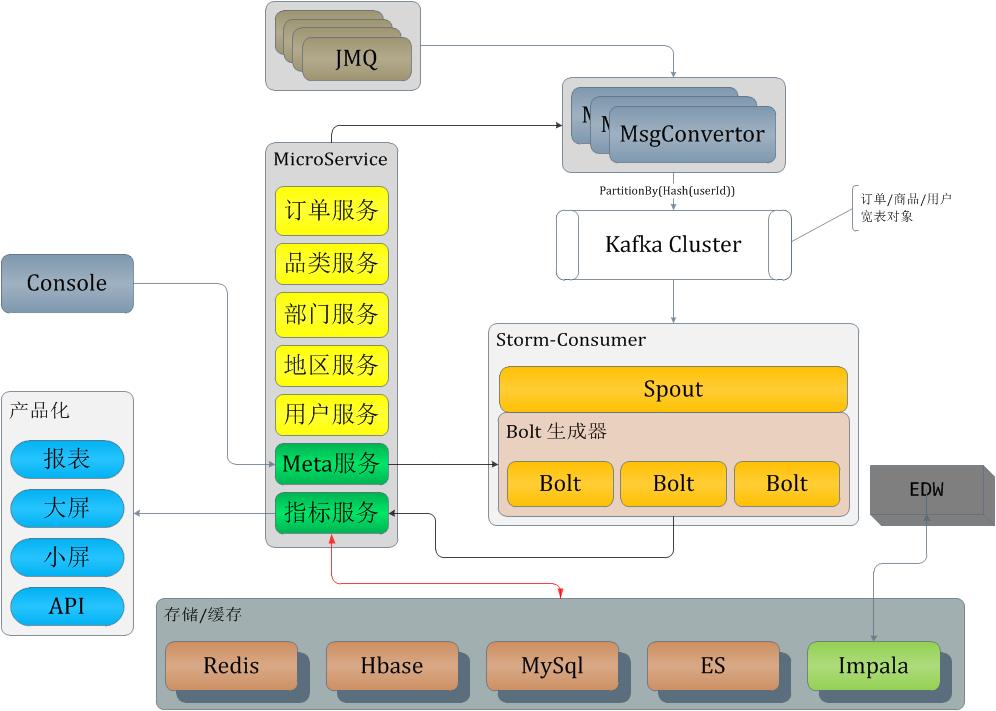 JMQ
M
M
MsgConvertor
MicroService
PartitionBy(Hash(userId))
订单/商品/用户
宽表对象
订单服务
Kafka Cluster
品类服务
Console
部门服务
Storm-Consumer
地区服务
Spout
产品化
用户服务
Bolt 生成器
报表
Meta服务
Bolt
Bolt
Bolt
EDW
大屏
指标服务
小屏
API
存储/缓存
Redis
Hbase
MySql
ES
Impala